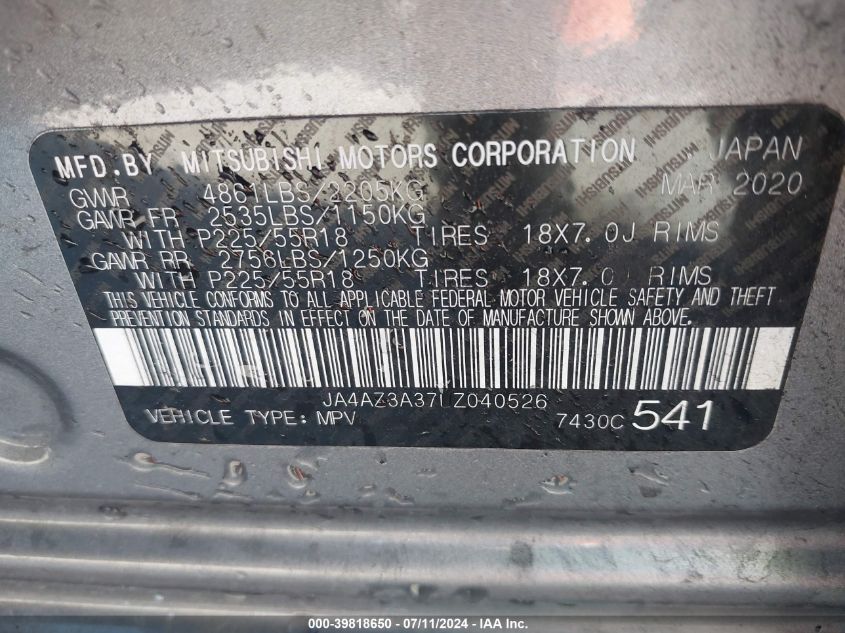 MFD.BY MITSUBISHI MOTORS CORPORATION JAPAN
GVWR 4861LBS/2205KG MAR 2020
GAWR FR 2535LBS/1150KG
WITH P225/55R18 TIRES 18X7.0J RIMS
GAWR RR 2756LBS/1250KG
WITH P225/55R18 TIRES 18X7.0J RIMS
THIS VEHICLE CONFORMS TO ALL APPLICABLE FEDERAL MOTOR VEHICLE SAFETY AND THEFT
PREVENTION STANDARDS IN EFFECT ON THE DATE OF MANUFACTURE SHOWN ABOVE.
JA4AZ3A37LZ040526
VEHICLE TYPE: MPV 7430C 541
000-39818650 - 07/11/2024 - IAA Inc.